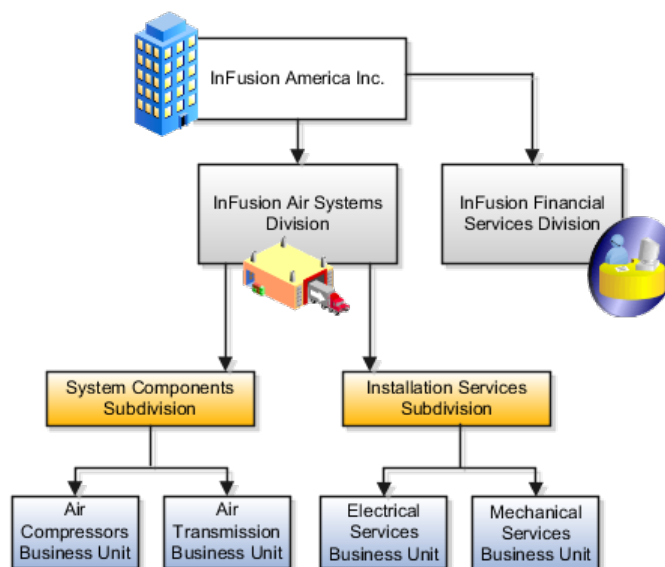 InFusion America Inc.
InFusion Air Systems
Division
InFusion Financial
Services Division
System Components
Subdivision
Installation Services
Subdivision
Air
Compressors
Business Unit
Air
Transmission
Business Unit
Electrical
Services
Business Unit
Mechanical
Services
Business Unit